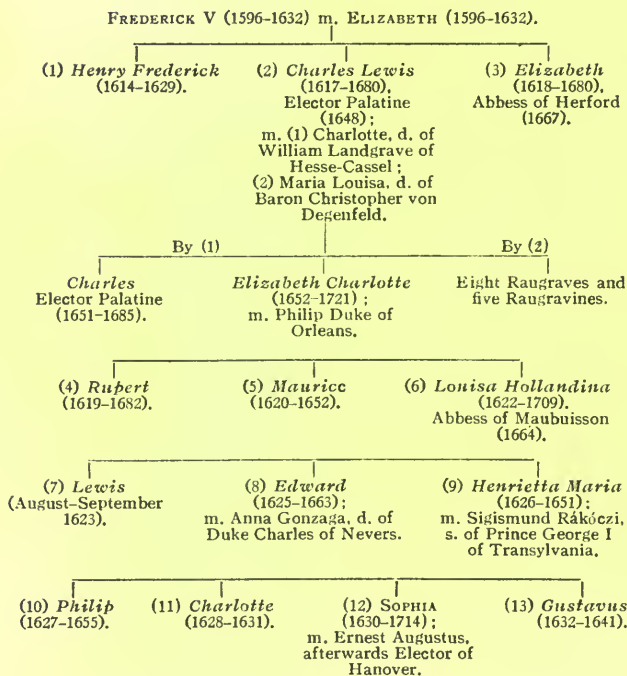 FREDERICK V (1596-1632) m. ELIZABETH (1596-1632).
(1) Henry Frederick
(1614-1629).
(2) Charles Lewis
(1617-1680).
Elector Palatine
(1648);
m. (1) Charlotte, d. of
William Landgrave of
Hesse-Cassel;
(2) Maria Louisa, d. of
Baron Christopher von
Degenfeld.
(3) Elizabeth
(1618-1680).
Abbess of Herford
(1667).
By (1)
By (2)
Charles
Elector Palatine
(1651-1685).
Elizabeth Charlotte
(1652-1721);
m. Philip Duke of
Orleans.
Eight Raugraves and
five Raugravines.
(4) Rupert
(1619-1682).
(5) Maurice
(1620-1652).
(6) Louisa Hollandina
(1622-1709).
Abbess of Maubuisson
(1664).
(7) Lewis
(August-September
1623).
(8) Edward
(1625-1663);
m. Anna Gonzaga, d. of
Duke Charles of Nevers.
(9) Henrietta Maria
(1626-1651);
m. Sigismund Rákóczi,
s. of Prince George I
of Transylvania.
(10) Philip
(1627-1655).
(11) Charlotte
(1628-1631).
(12) SOPHIA
(1630-1714);
m. Ernest Augustus,
afterwards Elector of
Hanover.
(13) Gustavus
(1632-1641).